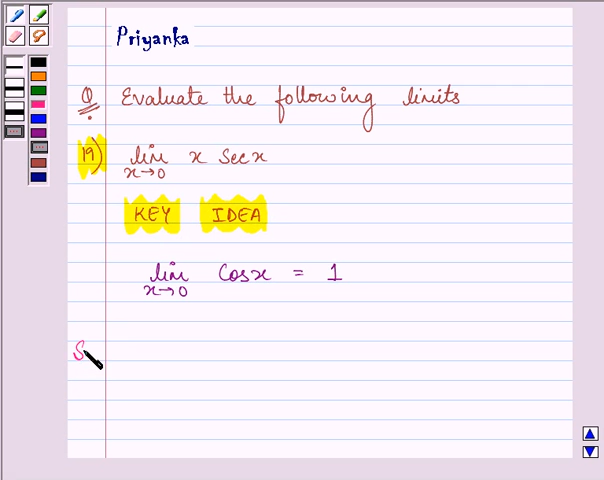 Priyanka
Q Evaluate the following limits
19) lim x→0 x Sec x
KEY IDEA
lim x→0 Cos x = 1
S